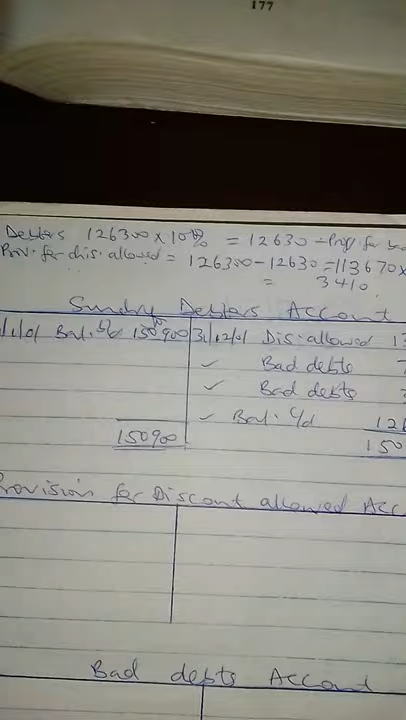 177
Debtors 126300 x 10% = 12630 = Prov for
Prov. for dis. allowed = 126300 - 12630 = 113670 x
= 3410
Sundry Debtors Account
1/1/01 Bal. b/d 150900 31/12/01 Dis. allowed
✓ Bad debts
✓ Bad debts
✓ Bal. c/d
150900
Provision for Discont allowed Acc
Bad debts Accont